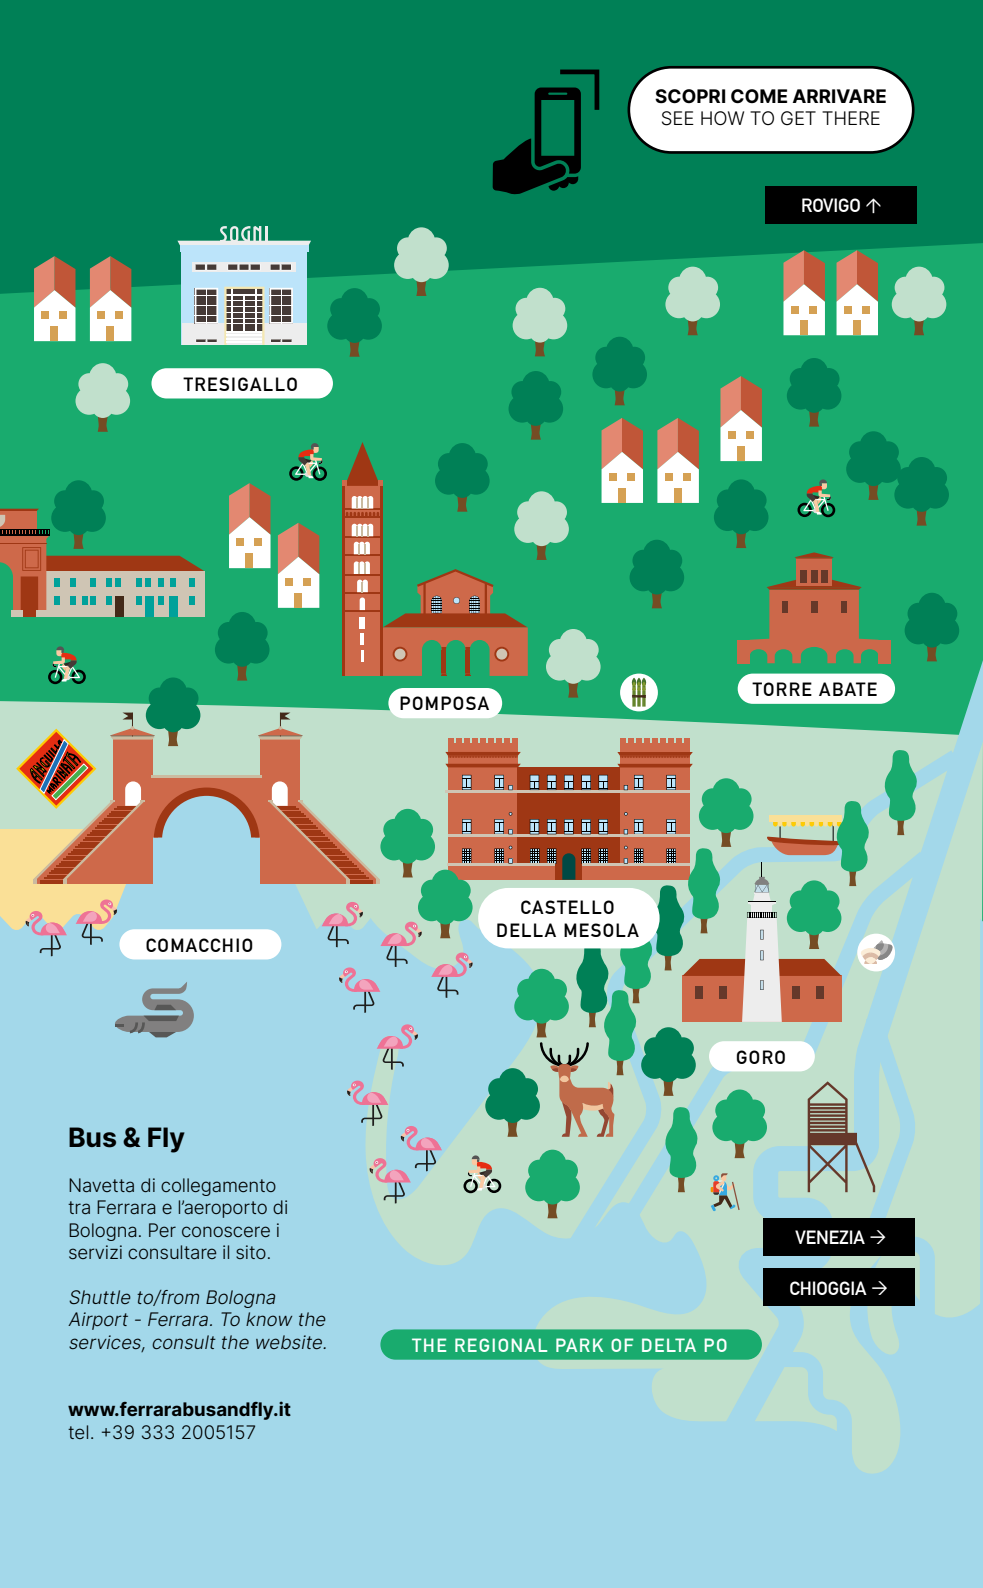 SCOPRI COME ARRIVARE
SEE HOW TO GET THERE
ROVIGO ↑
SOGNI
TRESIGALLO
POMPOSA
TORRE ABATE
ANGUILLA
MARINATA
CASTELLO
DELLA MESOLA
COMACCHIO
GORO
Bus & Fly
Navetta di collegamento
tra Ferrara e l’aeroporto di
Bologna. Per conoscere i
servizi consultare il sito.
Shuttle to/from Bologna
Airport - Ferrara. To know the
services, consult the website.
www.ferrarabusandfly.it
tel. +39 333 2005157
VENEZIA →
CHIOGGIA →
THE REGIONAL PARK OF DELTA PO